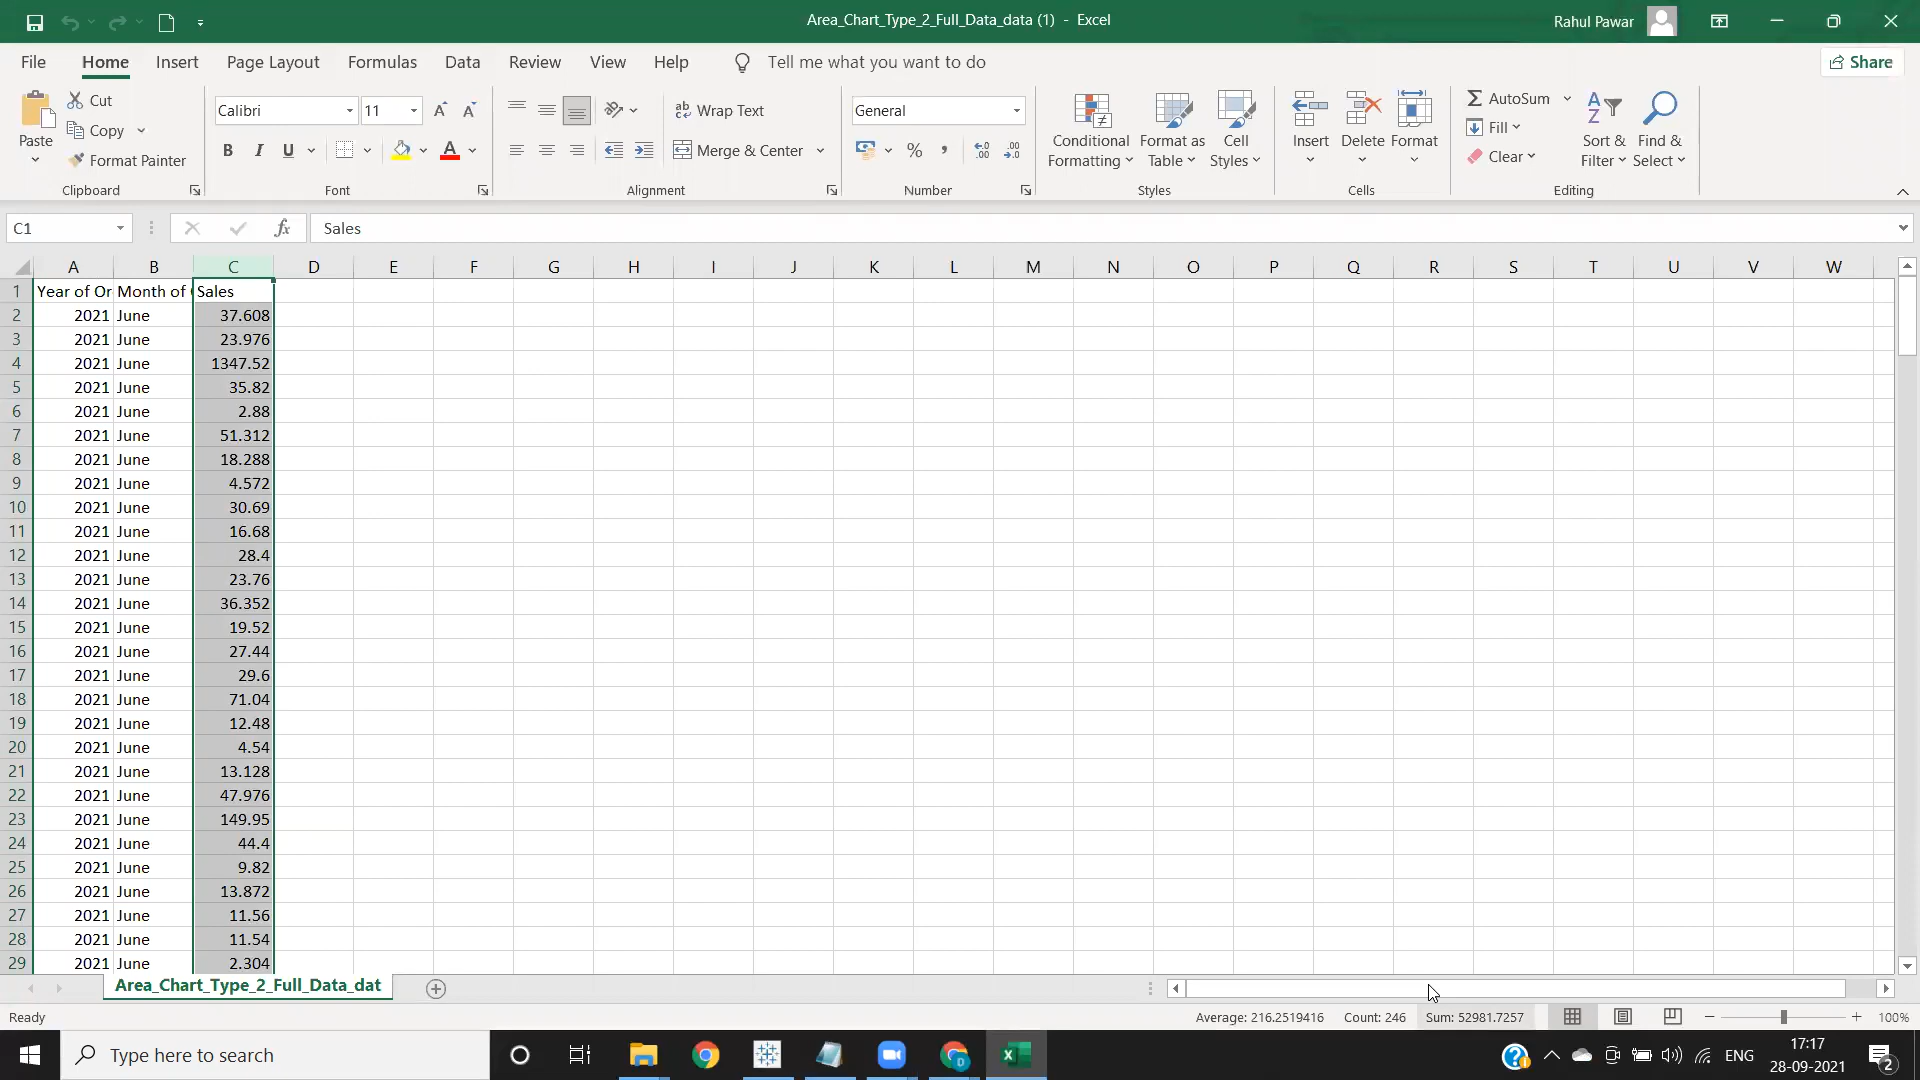 Area_Chart_Type_2_Full_Data_data (1) - Excel
Rahul Pawar
File Home Insert Page Layout Formulas Data Review View Help Tell me what you want to do Share
Paste Cut Copy Format Painter Clipboard
Calibri 11 B I U A Font
ab Wrap Text Merge & Center Alignment
General % , Number
Conditional Formatting Format as Table Cell Styles Styles
Insert Delete Format Cells
AutoSum Fill Clear Sort & Filter Find & Select Editing
C1 fx Sales
A B C D E F G H I J K L M N O P Q R S T U V W
1 Year of Or Month of Sales
2 2021 June 37.608
3 2021 June 23.976
4 2021 June 1347.52
5 2021 June 35.82
6 2021 June 2.88
7 2021 June 51.312
8 2021 June 18.288
9 2021 June 4.572
10 2021 June 30.69
11 2021 June 16.68
12 2021 June 28.4
13 2021 June 23.76
14 2021 June 36.352
15 2021 June 19.52
16 2021 June 27.44
17 2021 June 29.6
18 2021 June 71.04
19 2021 June 12.48
20 2021 June 4.54
21 2021 June 13.128
22 2021 June 47.976
23 2021 June 149.95
24 2021 June 44.4
25 2021 June 9.82
26 2021 June 13.872
27 2021 June 11.56
28 2021 June 11.54
29 2021 June 2.304
Area_Chart_Type_2_Full_Data_dat
Ready Average: 216.2519416 Count: 246 Sum: 52981.7257 100%
Type here to search ENG 17:17
28-09-2021 2